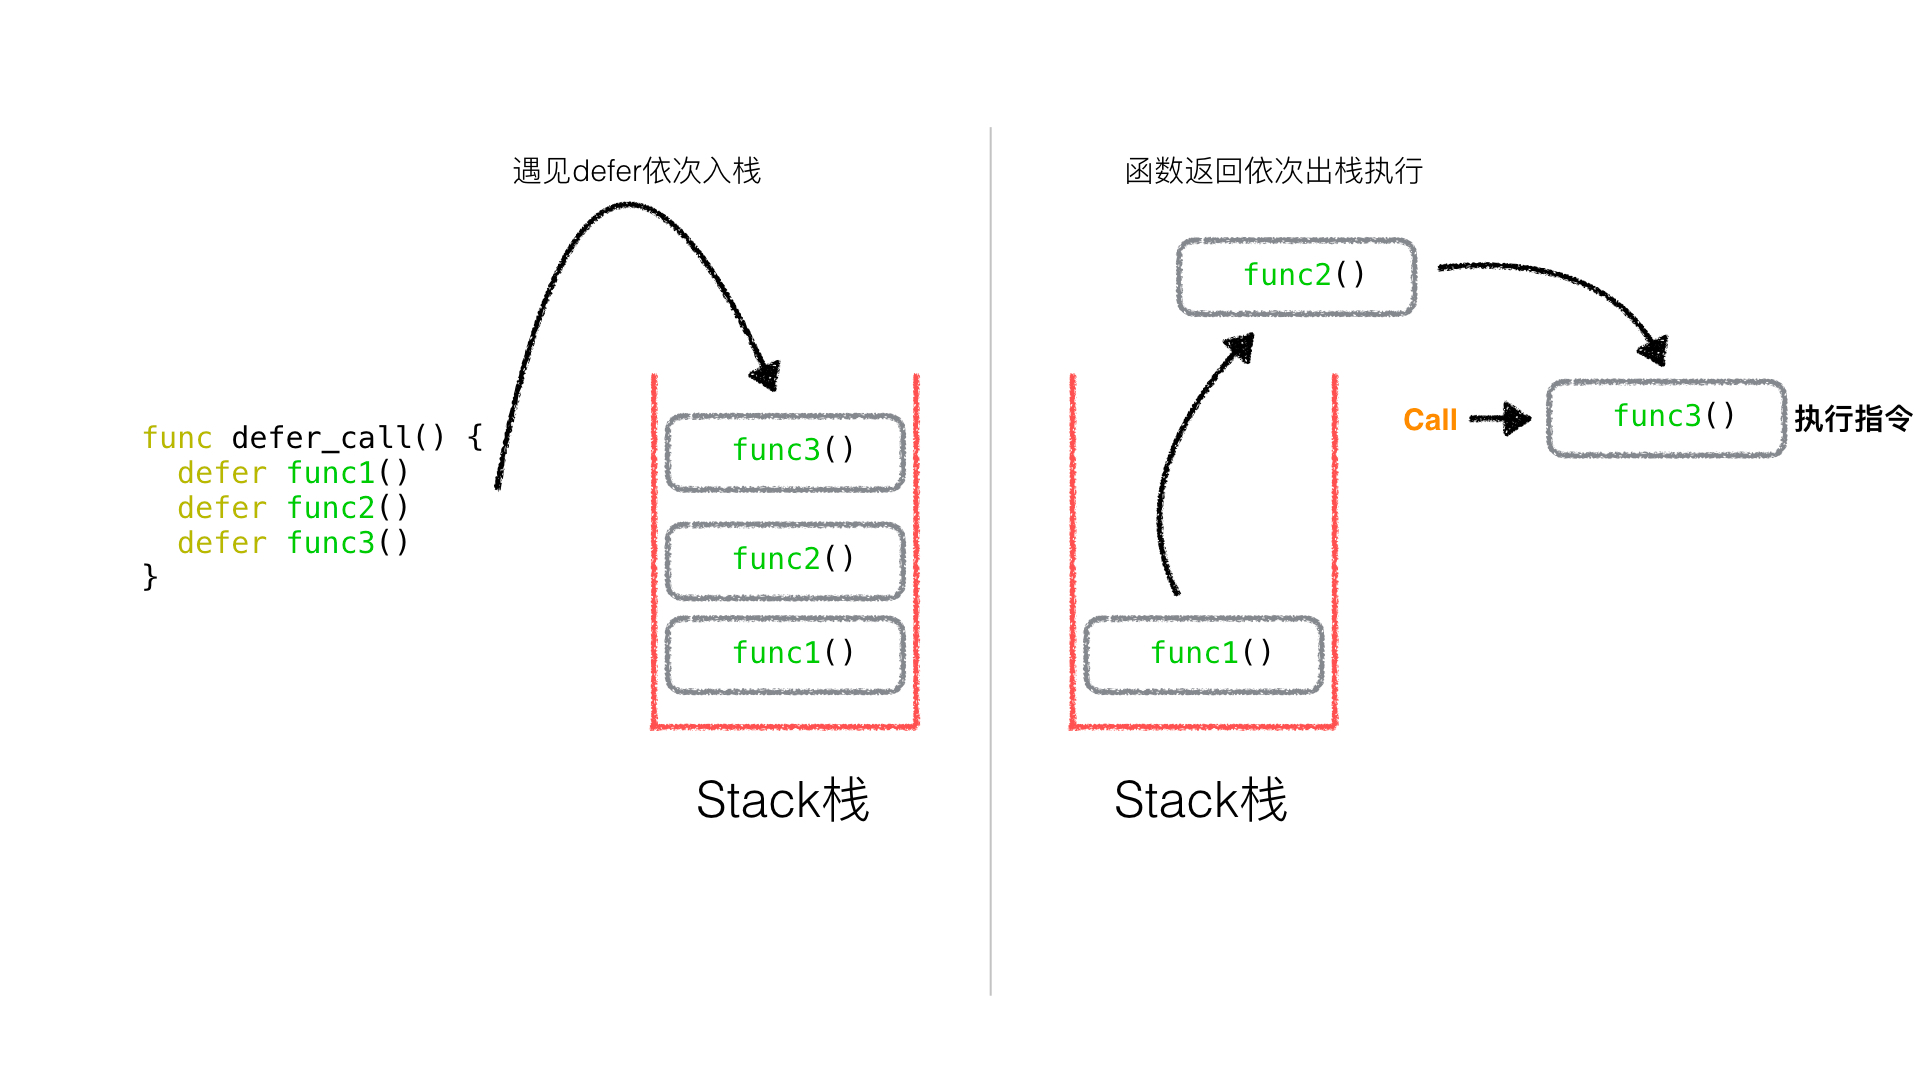 遇见defer依次入栈
func defer_call() {
  defer func1()
  defer func2()
  defer func3()
}
func3()
func2()
func1()
Stack栈
函数返回依次出栈执行
func2()
Call
func3()
执行指令
func1()
Stack栈